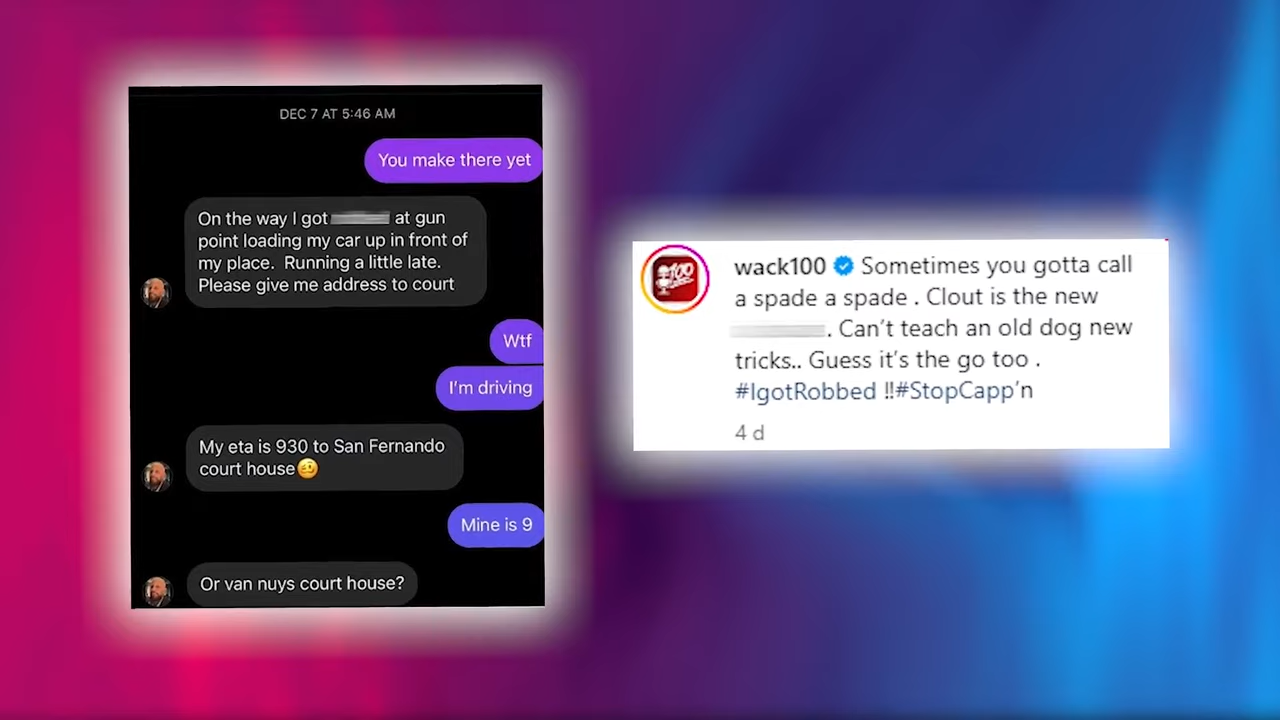 DEC 7 AT 5:46 AM
You make there yet
On the way I got at gun
point loading my car up in front of
my place. Running a little late.
Please give me address to court
Wtf
I'm driving
My eta is 930 to San Fernando
court house🥴
Mine is 9
Or van nuys court house?
100
wack100 Sometimes you gotta call
a spade a spade . Clout is the new
. Can't teach an old dog new
tricks.. Guess it's the go too .
#IgotRobbed ‼#StopCapp'n
4 d